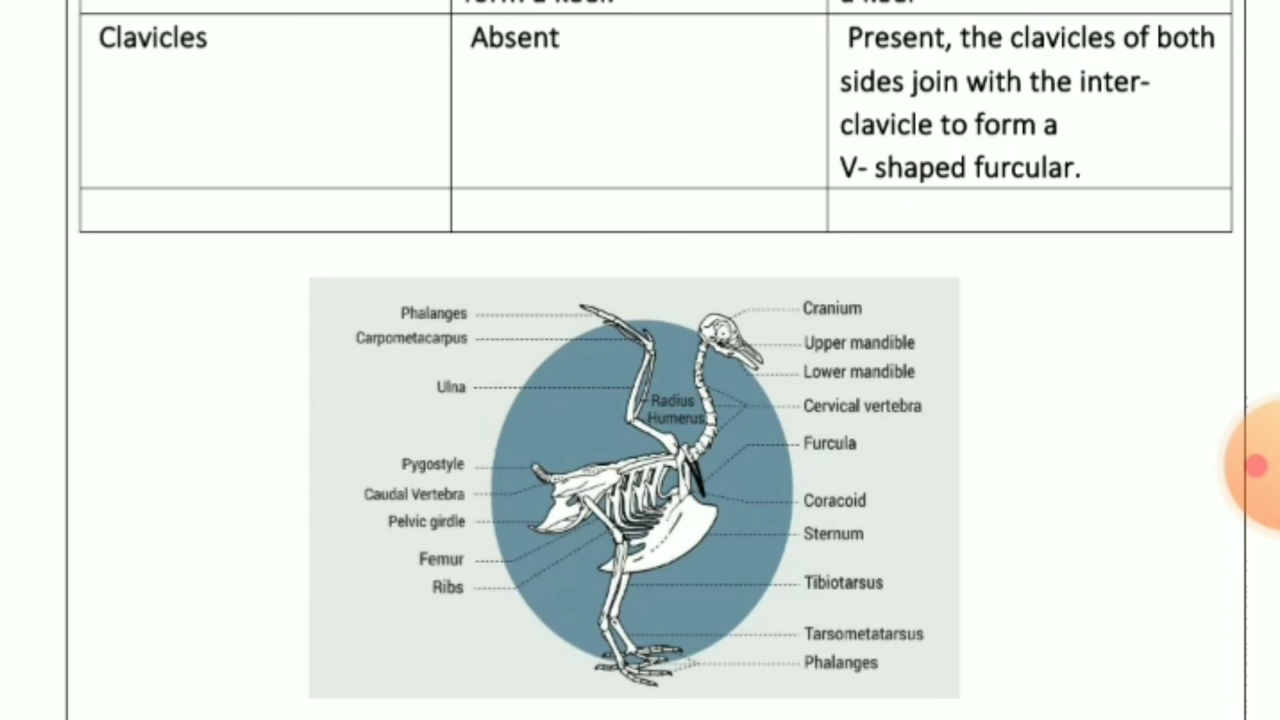 Clavicles
Absent
Present, the clavicles of both
sides join with the inter-
clavicle to form a
V- shaped furcular.
Phalanges
Carpometacarpus
Ulna
Pygostyle
Caudal Vertebra
Pelvic girdle
Femur
Ribs
Radius
Humerus
Cranium
Upper mandible
Lower mandible
Cervical vertebra
Furcula
Coracoid
Sternum
Tibiotarsus
Tarsometatarsus
Phalanges